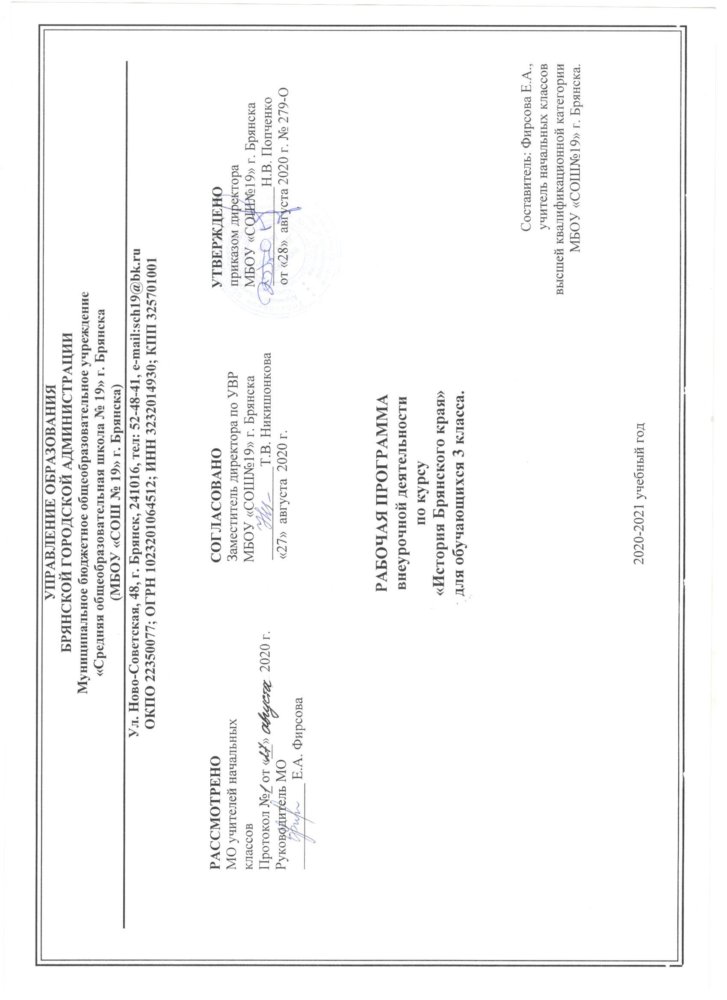 УПРАВЛЕНИЕ ОБРАЗОВАНИЯ
БРЯНСКОЙ ГОРОДСКОЙ АДМИНИСТРАЦИИ
Муниципальное бюджетное общеобразовательное учреждение
«Средняя общеобразовательная школа № 19» г. Брянска
(МБОУ «СОШ № 19» г. Брянска)
Ул. Ново-Советская, 48, г. Брянск, 241016, тел: 52-48-41, e-mail:sch19@bk.ru
ОКПО 22350077; ОГРН 1023201064512; ИНН 3232014930; КПП 325701001
РАССМОТРЕНО
МО учителей начальных
классов
Протокол №1 от «27» августа 2020 г.
Руководитель МО
Е.А. Фирсова
СОГЛАСОВАНО
Заместитель директора по УВР
МБОУ «СОШ№19» г. Брянска
Т.В. Никишонкова
«27» августа 2020 г.
УТВЕРЖДЕНО
приказом директора
МБОУ «СОШ№19» г. Брянска
Н.В. Попченко
от «28» августа 2020 г. № 279-О
РАБОЧАЯ ПРОГРАММА
внеурочной деятельности
по курсу
«История Брянского края»
для обучающихся 3 класса.
Составитель: Фирсова Е.А.,
учитель начальных классов
высшей квалификационной категории
МБОУ «СОШ№19» г. Брянска.
2020-2021 учебный год